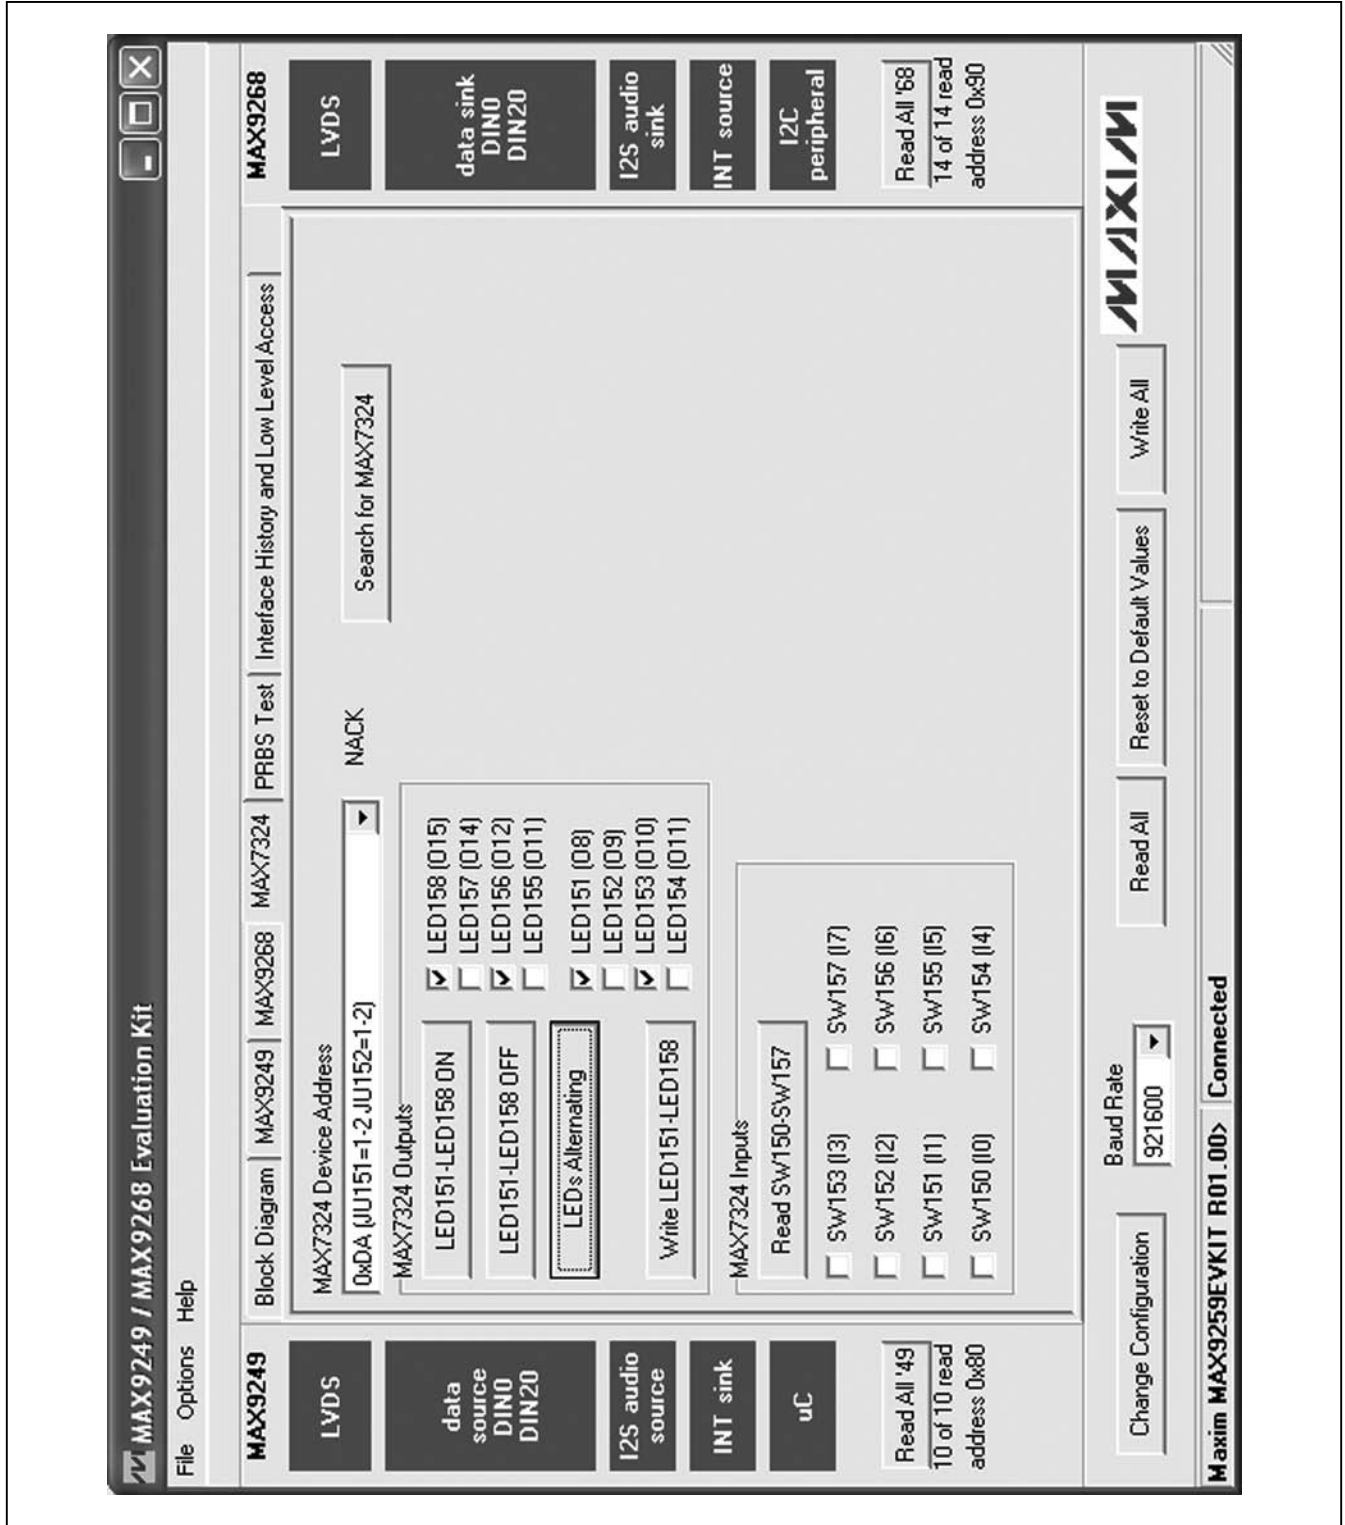 MAX9249 / MAX9268 Evaluation Kit
File Options Help
MAX9249
LVDS
data
source
DIN0
DIN20
I2S audio
source
INT sink
uC
Read All '49
10 of 10 read
address 0x80
Block Diagram MAX9249 MAX9268 MAX7324 PRBS Test Interface History and Low Level Access
MAX7324 Device Address
0xDA (JU151=1-2 JU152=1-2) NACK Search for MAX7324
MAX7324 Outputs
LED151-LED158 ON
LED151-LED158 OFF
LEDs Alternating
Write LED151-LED158
LED158 (O15)
LED157 (O14)
LED156 (O12)
LED155 (O11)
LED151 (O8)
LED152 (O9)
LED153 (O10)
LED154 (O11)
MAX7324 Inputs
Read SW150-SW157
SW153 (I3) SW157 (I7)
SW152 (I2) SW156 (I6)
SW151 (I1) SW155 (I5)
SW150 (I0) SW154 (I4)
MAX9268
LVDS
data sink
DIN0
DIN20
I2S audio
sink
INT source
I2C
peripheral
Read All '68
14 of 14 read
address 0x90
Change Configuration
Baud Rate
921600
Read All Reset to Default Values Write All
MAXIM
Maxim MAX9259EVKIT R01.00> Connected